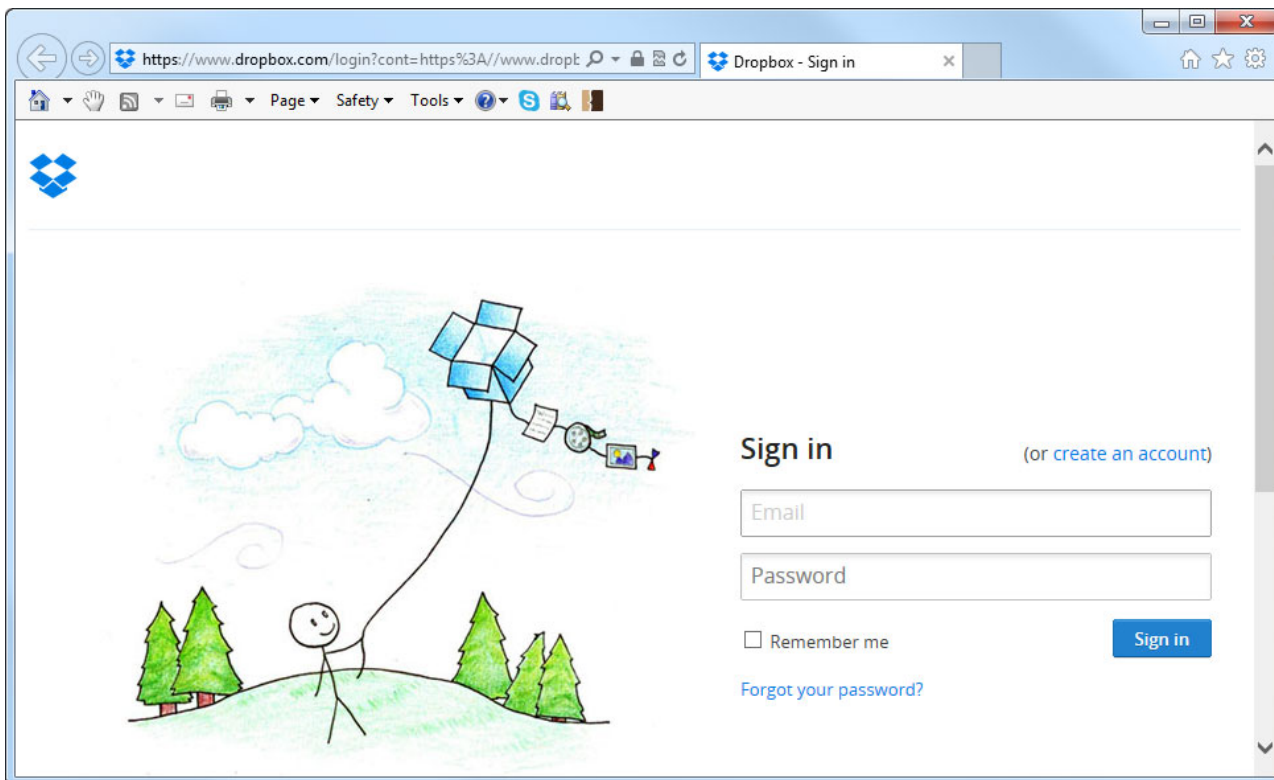 https://www.dropbox.com/login?cont=https%3A//www.dropb
Dropbox - Sign in
Page
Safety
Tools
Sign in
(or create an account)
Email
Password
Remember me
Sign in
Forgot your password?